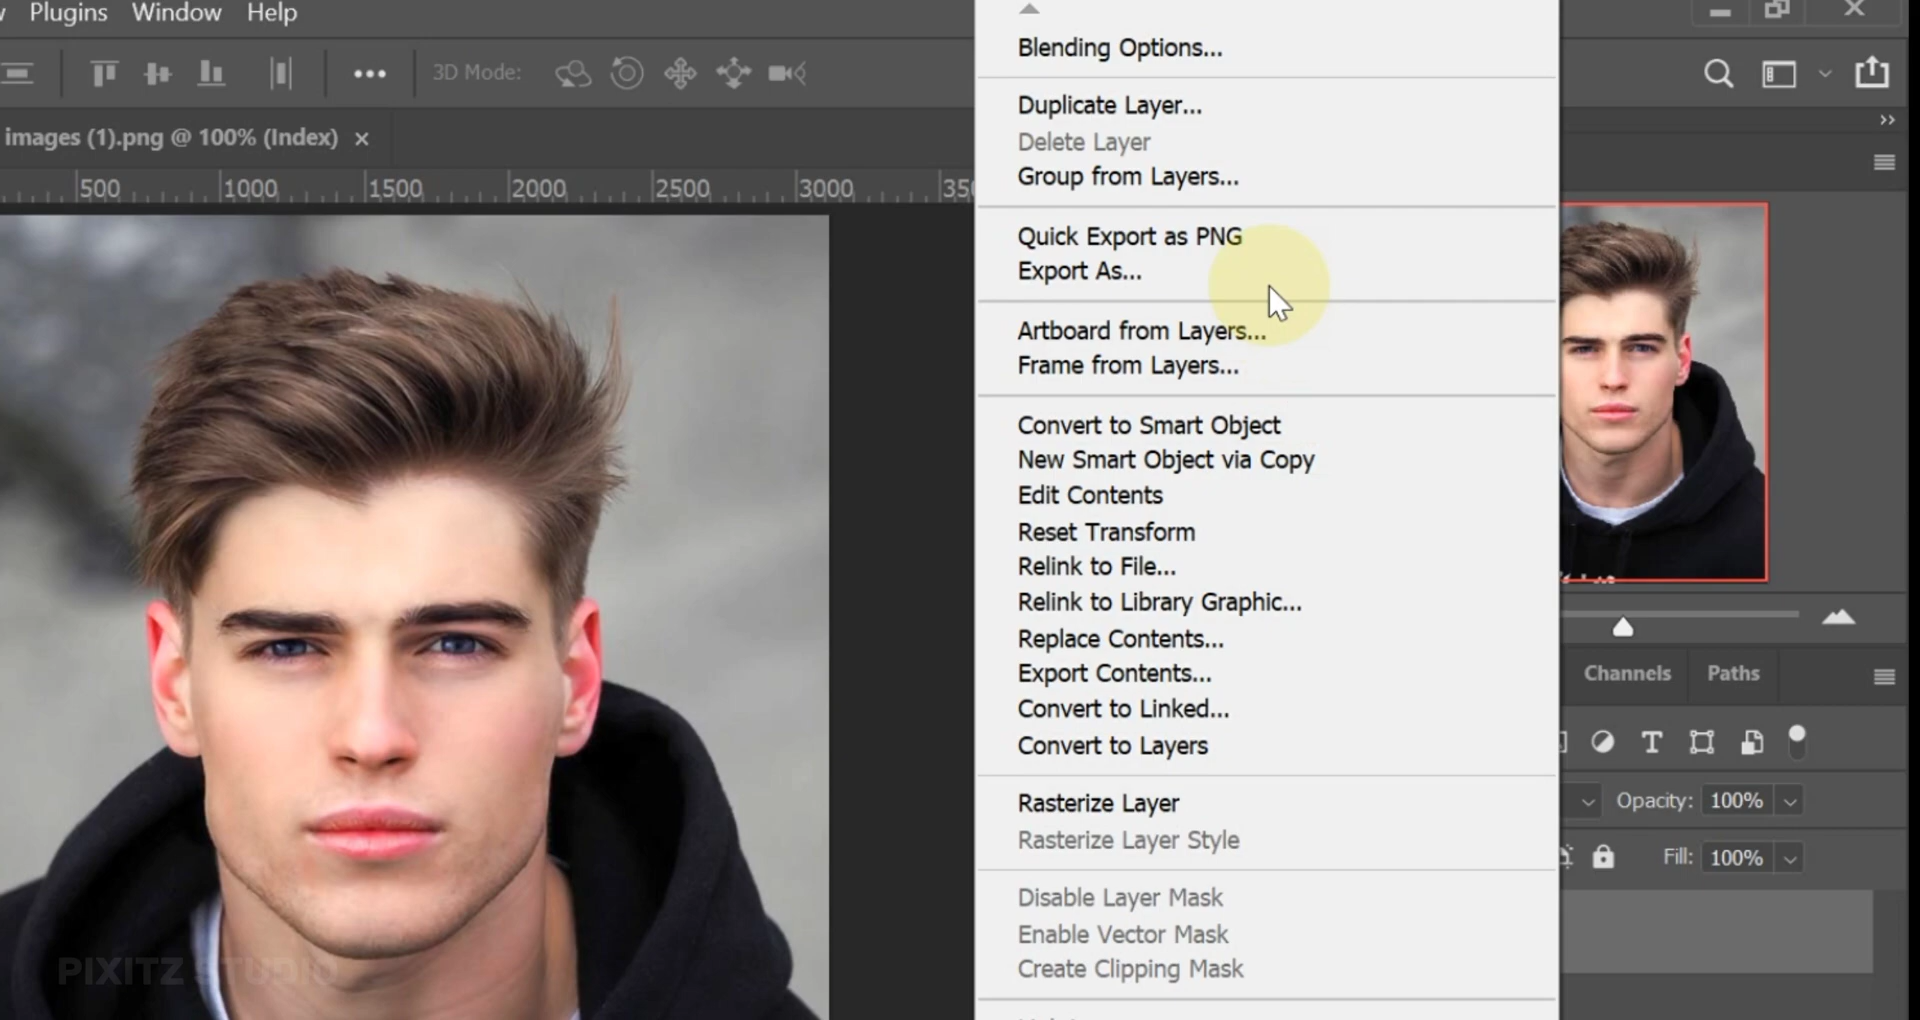 Plugins Window Help
3D Mode:
images (1).png @ 100% (Index)
500 1000 1500 2000 2500 3000
Blending Options...
Duplicate Layer...
Delete Layer
Group from Layers...
Quick Export as PNG
Export As...
Artboard from Layers...
Frame from Layers...
Convert to Smart Object
New Smart Object via Copy
Edit Contents
Reset Transform
Relink to File...
Relink to Library Graphic...
Replace Contents...
Export Contents...
Convert to Linked...
Convert to Layers
Rasterize Layer
Rasterize Layer Style
Disable Layer Mask
Enable Vector Mask
Create Clipping Mask
Channels Paths
Opacity: 100%
Fill: 100%
PIXITZ STUDIO